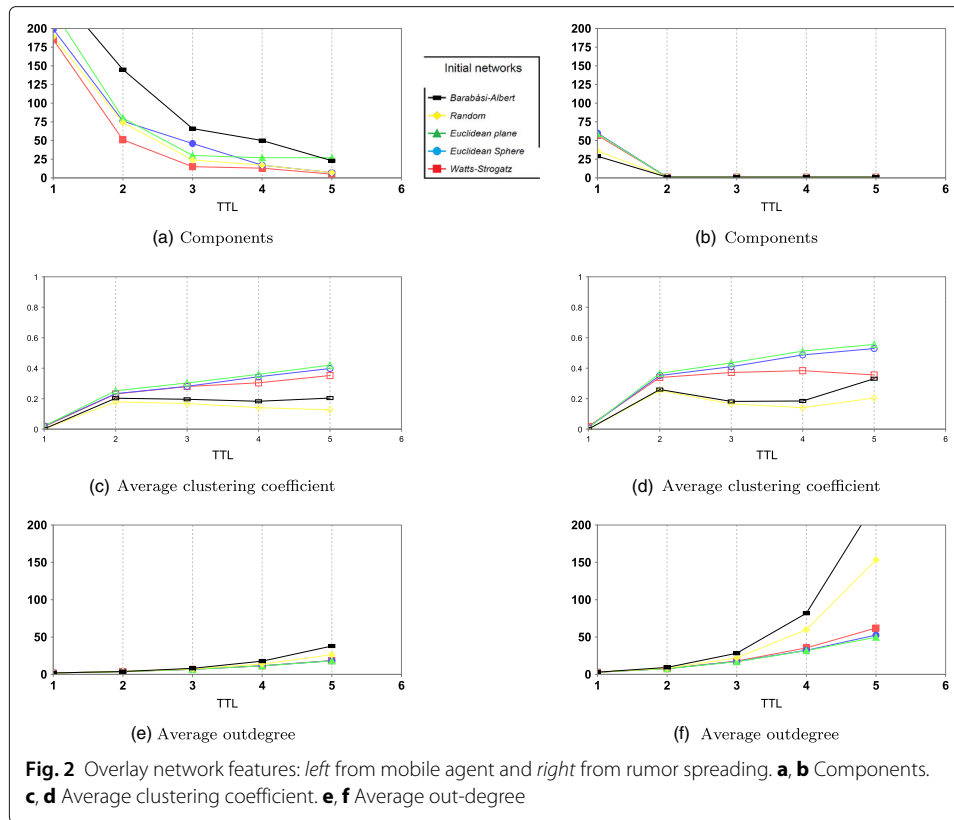 200
175
150
125
100
75
50
25
0
1 2 3 4 5 6
TTL
(a) Components
Initial networks
Barabàsi-Albert
Random
Euclidean plane
Euclidean Sphere
Watts-Strogatz
200
175
150
125
100
75
50
25
0
1 2 3 4 5 6
TTL
(b) Components
1
0.8
0.6
0.4
0.2
0
1 2 3 4 5 6
TTL
(c) Average clustering coefficient
1
0.8
0.6
0.4
0.2
0
1 2 3 4 5 6
TTL
(d) Average clustering coefficient
200
150
100
50
0
1 2 3 4 5 6
TTL
(e) Average outdegree
200
150
100
50
0
1 2 3 4 5 6
TTL
(f) Average outdegree
Fig. 2 Overlay network features: left from mobile agent and right from rumor spreading. a, b Components.
c, d Average clustering coefficient. e, f Average out-degree